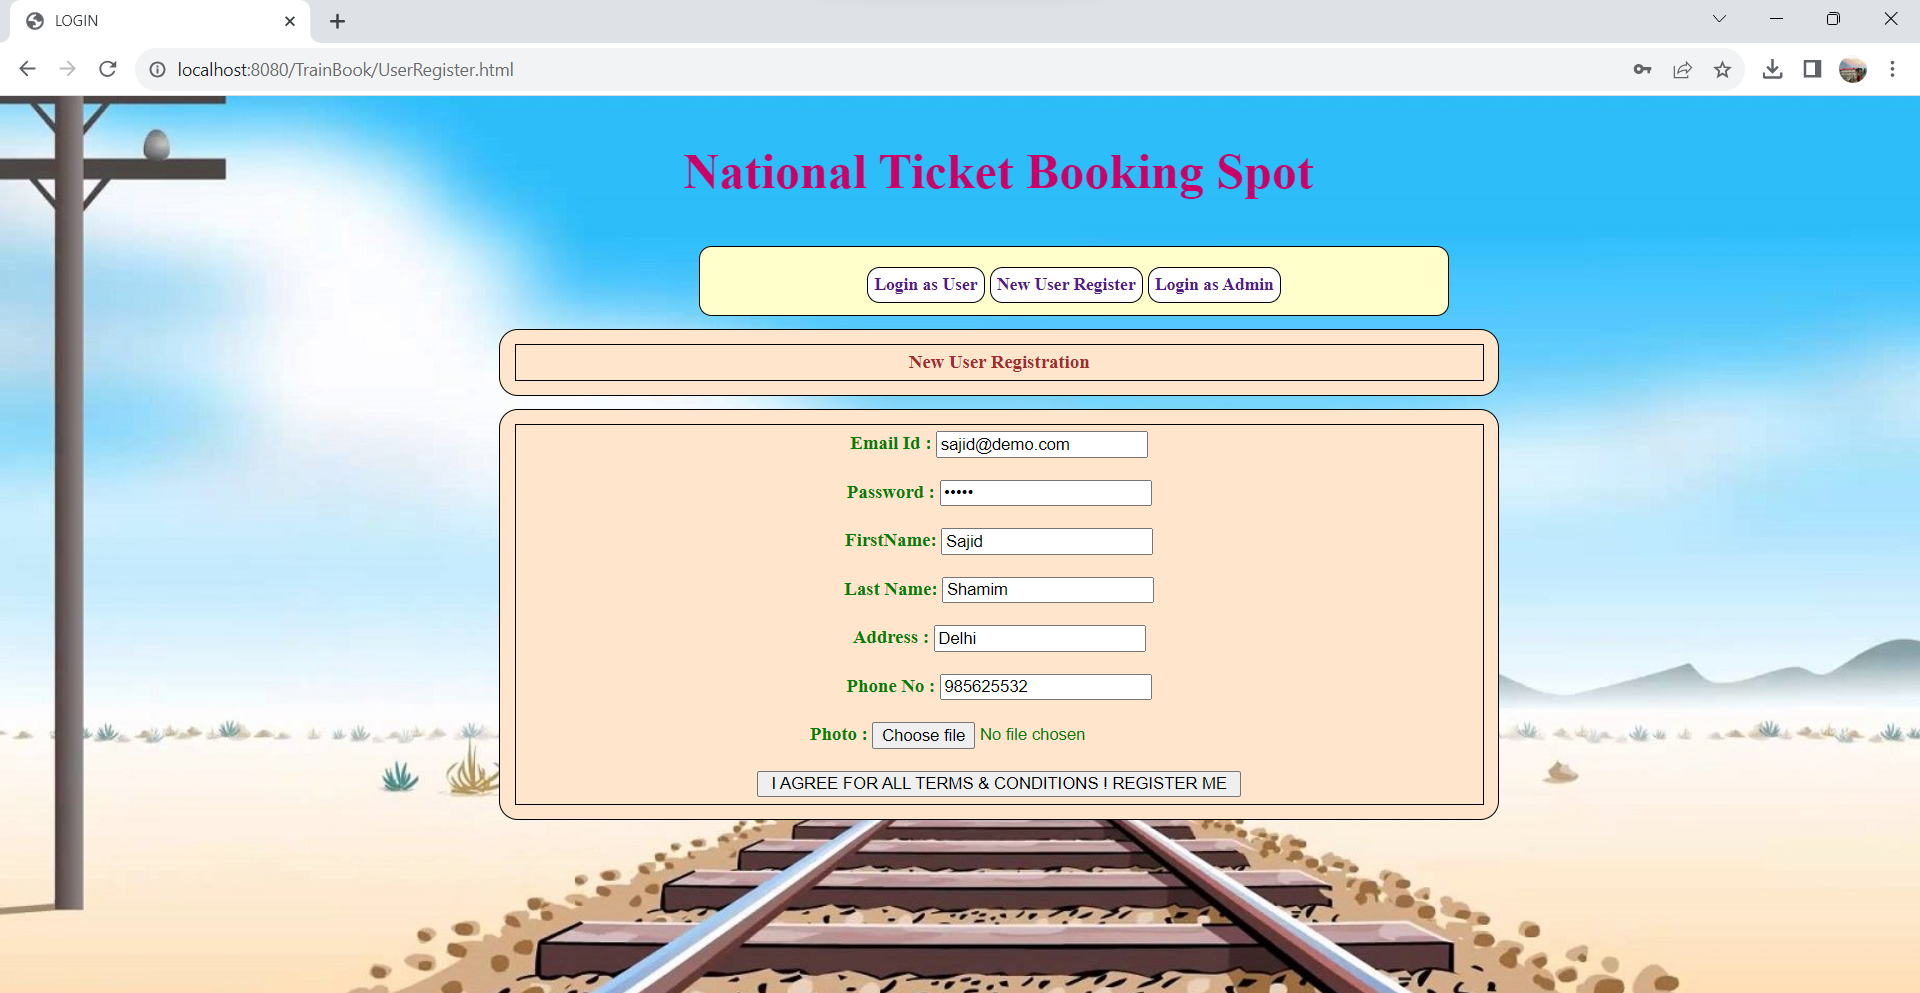 LOGIN
localhost:8080/TrainBook/UserRegister.html
National Ticket Booking Spot
Login as User New User Register Login as Admin
New User Registration
Email Id : sajid@demo.com
Password : •••••
FirstName: Sajid
Last Name: Shamim
Address : Delhi
Phone No : 985625532
Photo : Choose file No file chosen
I AGREE FOR ALL TERMS & CONDITIONS ! REGISTER ME